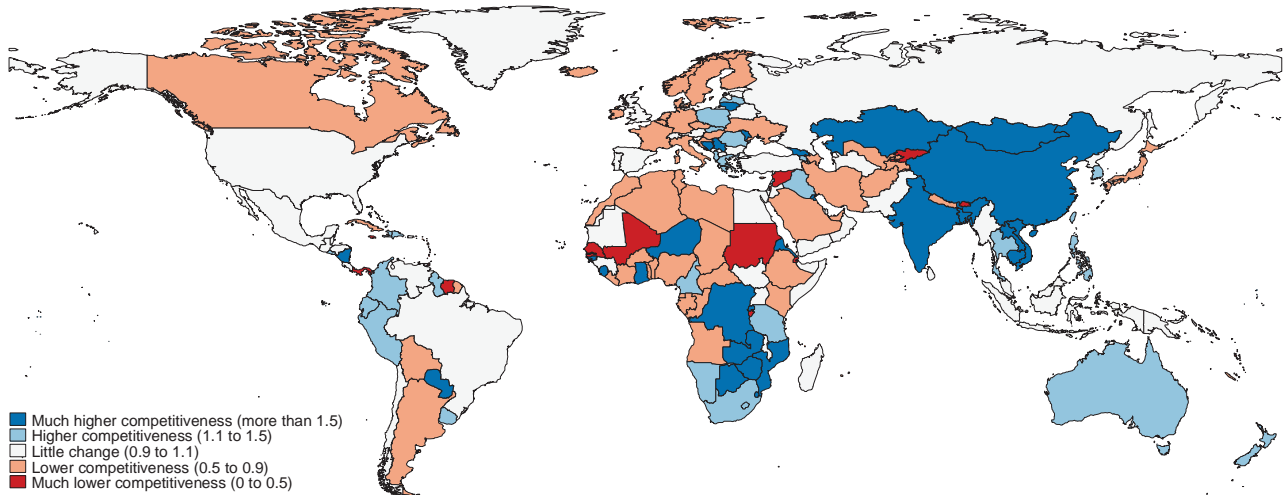 Much higher competitiveness (more than 1.5)
Higher competitiveness (1.1 to 1.5)
Little change (0.9 to 1.1)
Lower competitiveness (0.5 to 0.9)
Much lower competitiveness (0 to 0.5)